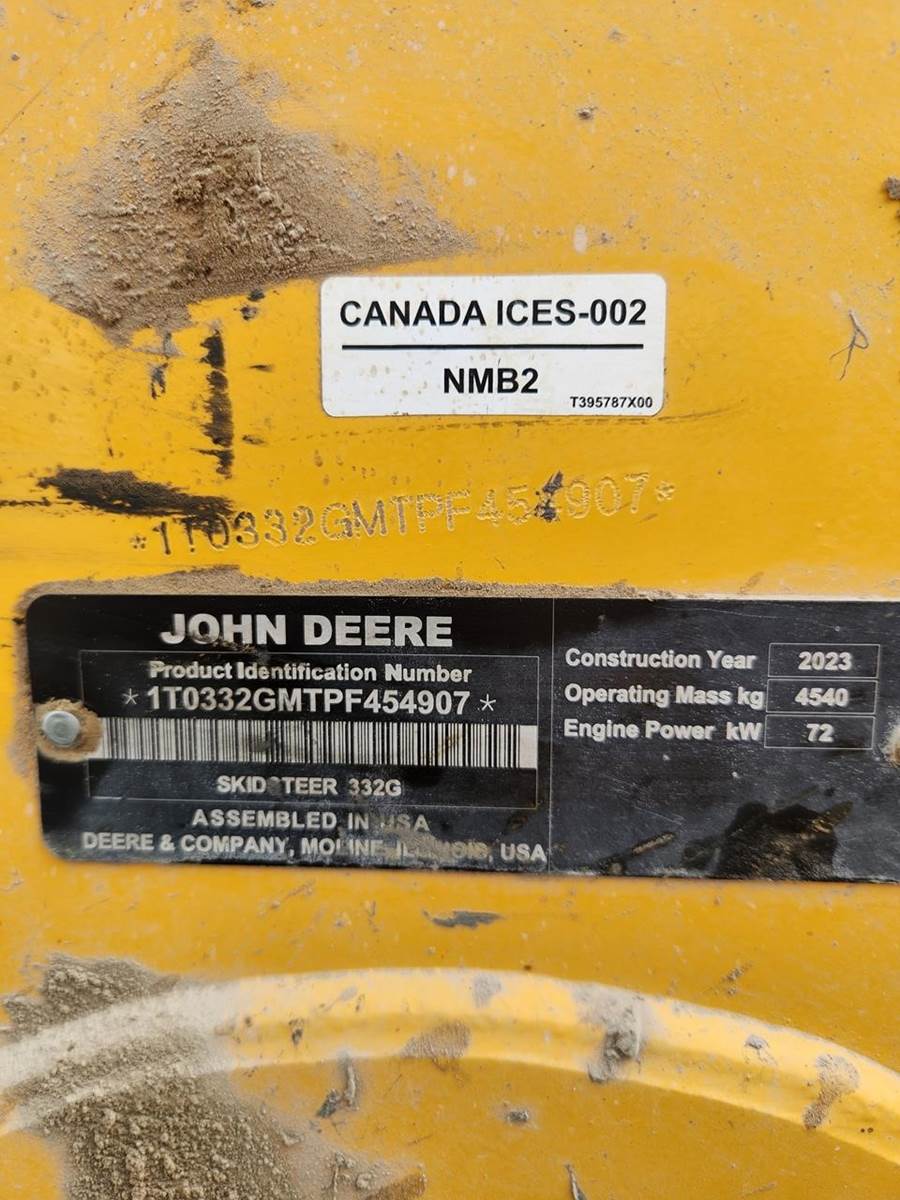 CANADA ICES-002
NMB2
T395787X00
*1T0332GMTPF454907*
JOHN DEERE
Product Identification Number
*1T0332GMTPF454907*
SKIDSTEER 332G
ASSEMBLED IN USA
DEERE & COMPANY, MOLINE, ILLINOIS, USA
Construction Year 2023
Operating Mass kg 4540
Engine Power kW 72